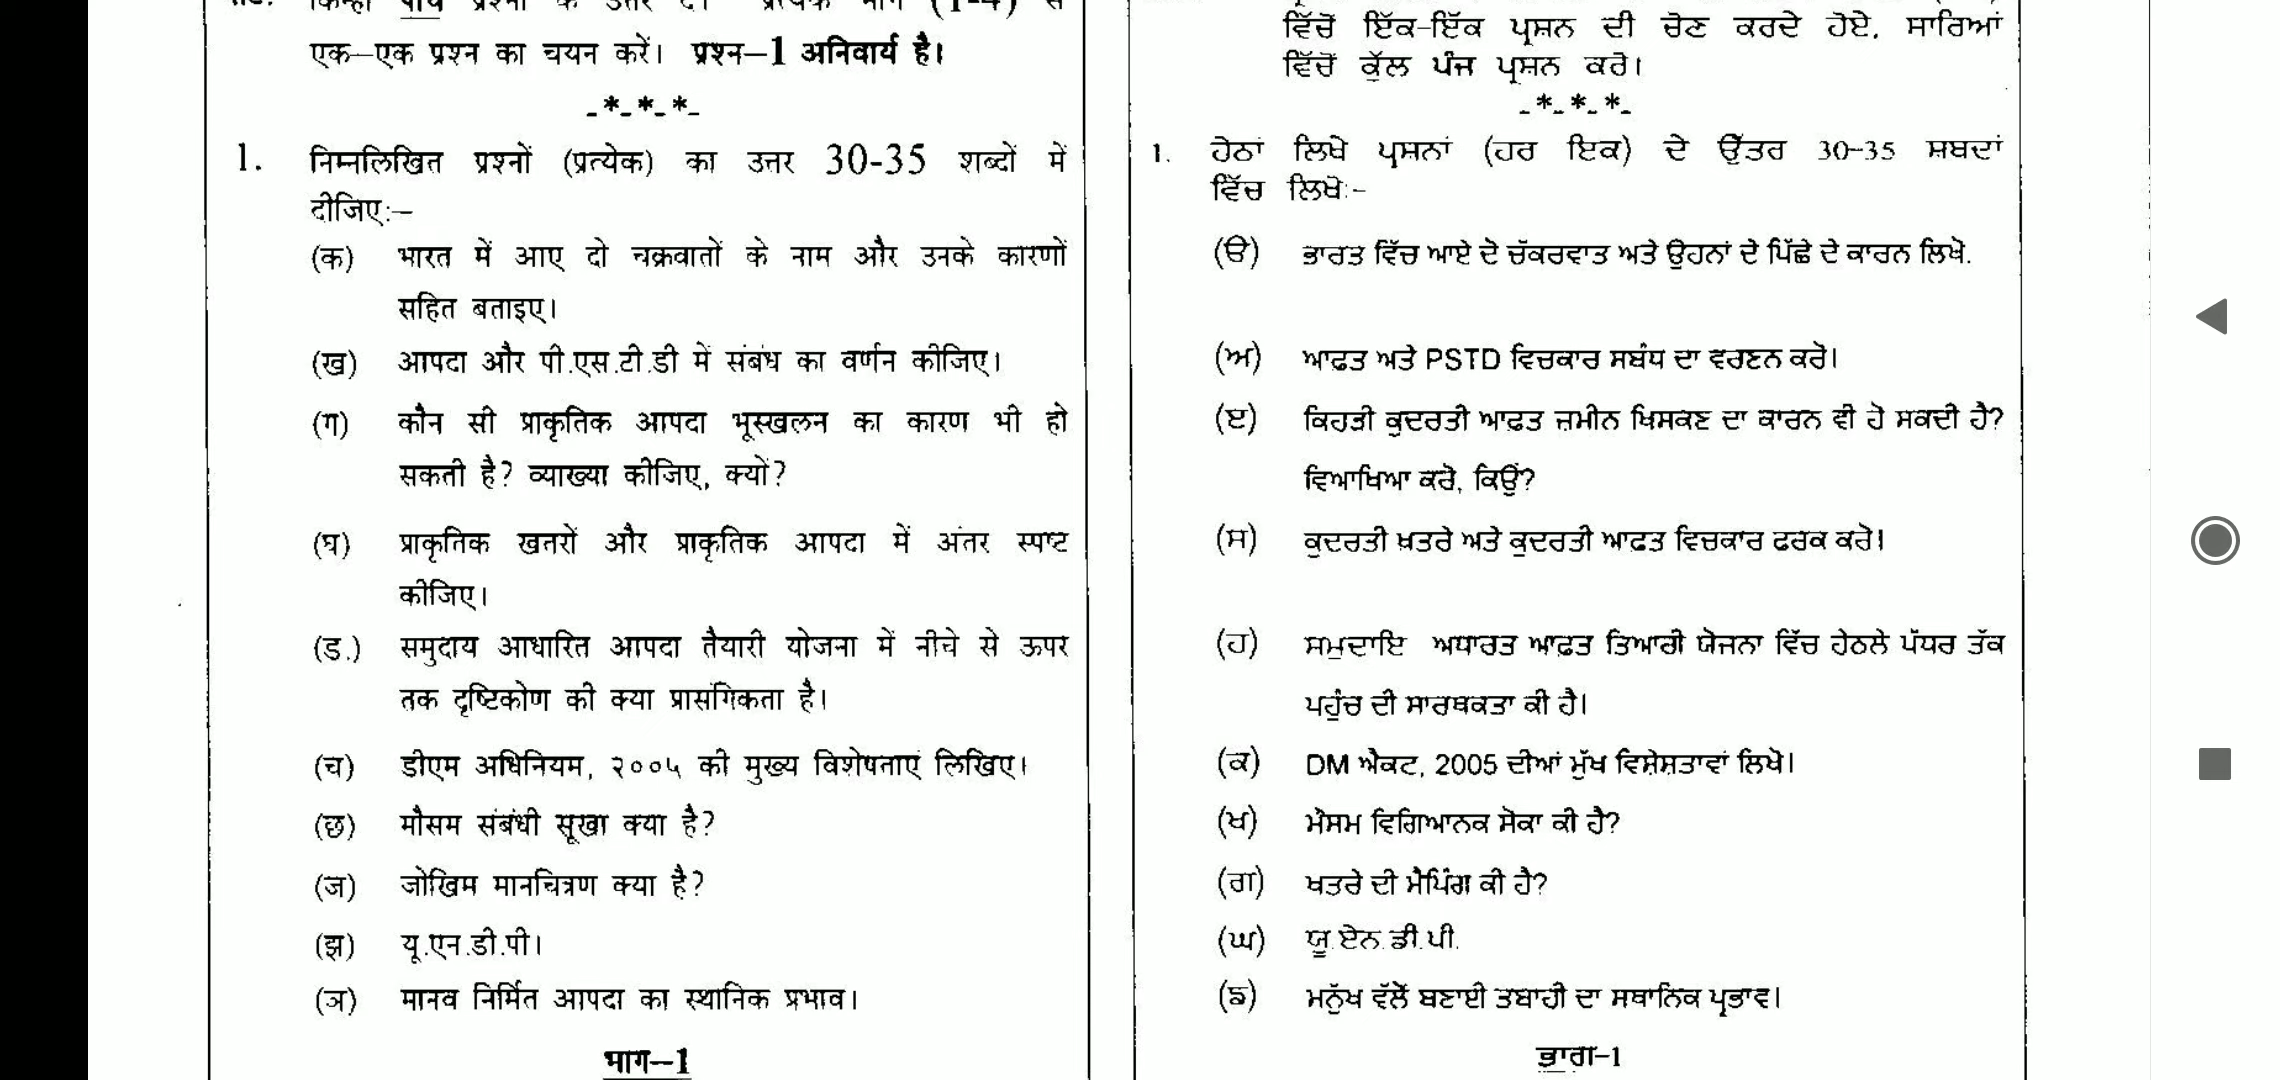 एक–एक प्रश्न का चयन करें। प्रश्न–1 अनिवार्य है।
-*-*-*-
1. निम्नलिखित प्रश्नों (प्रत्येक) का उत्तर 30-35 शब्दों में
दीजिए:–
(क) भारत में आए दो चक्रवातों के नाम और उनके कारणों
सहित बताइए।
(ख) आपदा और पी.एस.टी.डी में संबंध का वर्णन कीजिए।
(ग) कौन सी प्राकृतिक आपदा भूस्खलन का कारण भी हो
सकती है? व्याख्या कीजिए, क्यों?
(घ) प्राकृतिक खतरों और प्राकृतिक आपदा में अंतर स्पष्ट
कीजिए।
(ड.) समुदाय आधारित आपदा तैयारी योजना में नीचे से ऊपर
तक दृष्टिकोण की क्या प्रासंगिकता है।
(च) डीएम अधिनियम, २००५ की मुख्य विशेषताएं लिखिए।
(छ) मौसम संबंधी सूखा क्या है?
(ज) जोखिम मानचित्रण क्या है?
(झ) यू.एन.डी.पी।
(ञ) मानव निर्मित आपदा का स्थानिक प्रभाव।
भाग–1
ਵਿੱਚੋਂ ਇੱਕ-ਇੱਕ ਪ੍ਰਸ਼ਨ ਦੀ ਚੋਣ ਕਰਦੇ ਹੋਏ, ਸਾਰਿਆਂ
ਵਿੱਚੋਂ ਕੁੱਲ ਪੰਜ ਪ੍ਰਸ਼ਨ ਕਰੋ।
-*-*-*-
1. ਹੇਠਾਂ ਲਿਖੇ ਪ੍ਰਸ਼ਨਾਂ (ਹਰ ਇਕ) ਦੇ ਉੱਤਰ 30-35 ਸ਼ਬਦਾਂ
ਵਿੱਚ ਲਿਖੋ:-
(ੳ) ਭਾਰਤ ਵਿੱਚ ਆਏ ਦੋ ਚੱਕਰਵਾਤ ਅਤੇ ਉਹਨਾਂ ਦੇ ਪਿੱਛੇ ਦੇ ਕਾਰਨ ਲਿਖੋ.
(ਅ) ਆਫਤ ਅਤੇ PSTD ਵਿਚਕਾਰ ਸਬੰਧ ਦਾ ਵਰਣਨ ਕਰੋ।
(ੲ) ਕਿਹੜੀ ਕੁਦਰਤੀ ਆਫ਼ਤ ਜ਼ਮੀਨ ਖਿਸਕਣ ਦਾ ਕਾਰਨ ਵੀ ਹੋ ਸਕਦੀ ਹੈ?
ਵਿਆਖਿਆ ਕਰੋ, ਕਿਉਂ?
(ਸ) ਕੁਦਰਤੀ ਖ਼ਤਰੇ ਅਤੇ ਕੁਦਰਤੀ ਆਫਤ ਵਿਚਕਾਰ ਫਰਕ ਕਰੋ।
(ਹ) ਸਮੁਦਾਇ ਅਧਾਰਤ ਆਫ਼ਤ ਤਿਆਰੀ ਯੋਜਨਾ ਵਿੱਚ ਹੇਠਲੇ ਪੱਧਰ ਤੱਕ
ਪਹੁੰਚ ਦੀ ਸਾਰਥਕਤਾ ਕੀ ਹੈ।
(ਕ) DM ਐਕਟ, 2005 ਦੀਆਂ ਮੁੱਖ ਵਿਸ਼ੇਸ਼ਤਾਵਾਂ ਲਿਖੋ।
(ਖ) ਮੌਸਮ ਵਿਗਿਆਨਕ ਸੋਕਾ ਕੀ ਹੈ?
(ਗ) ਖਤਰੇ ਦੀ ਮੈਪਿੰਗ ਕੀ ਹੈ?
(ਘ) ਯੂ.ਏਨ.ਡੀ.ਪੀ.
(ਙ) ਮਨੁੱਖ ਵੱਲੋਂ ਬਣਾਈ ਤਬਾਹੀ ਦਾ ਸਥਾਨਿਕ ਪ੍ਰਭਾਵ।
ਭਾਗ-1